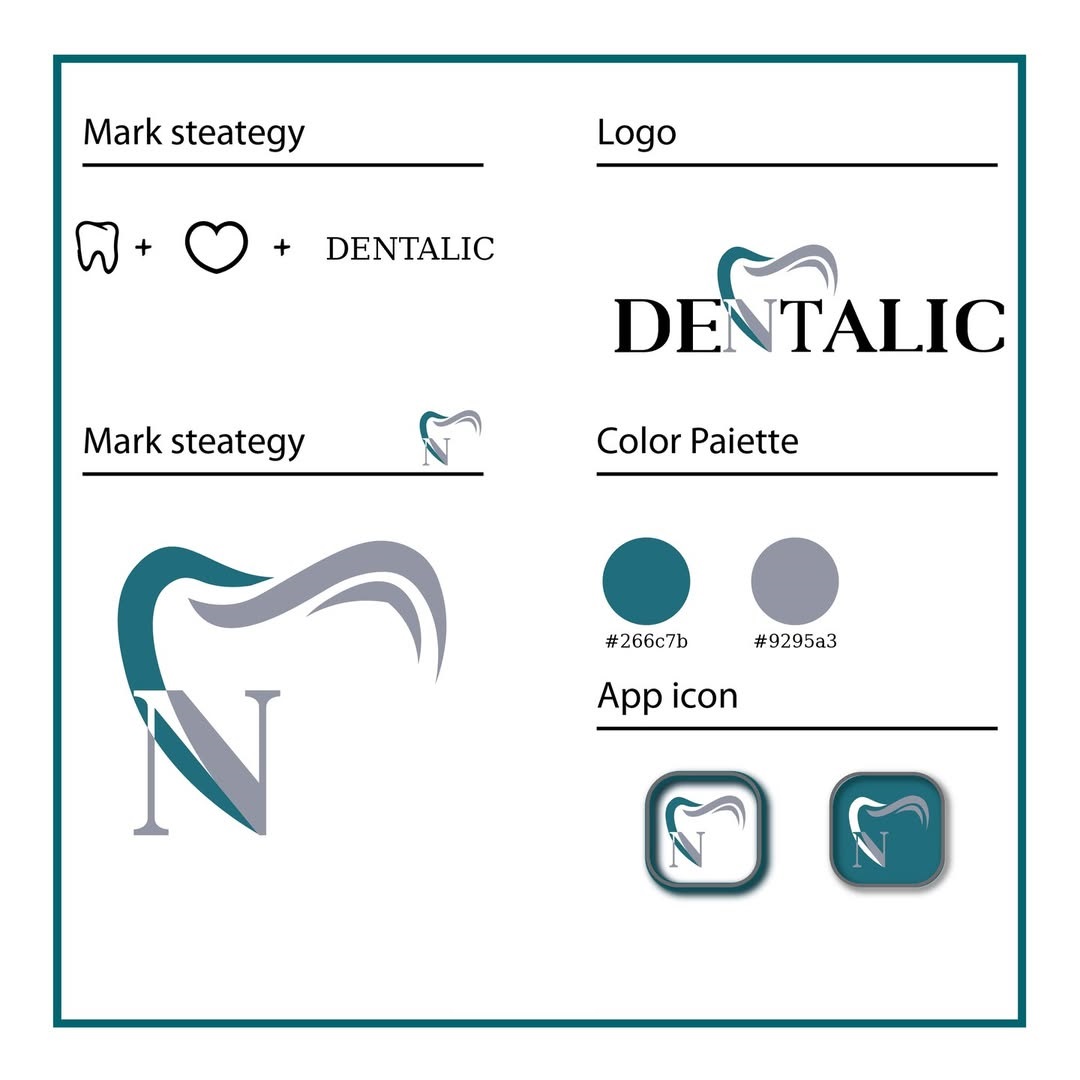 Mark steategy
+ + DENTALIC
Logo
DENTALIC
Mark steategy
N
N
Color Paiette
#266c7b #9295a3
App icon
N N